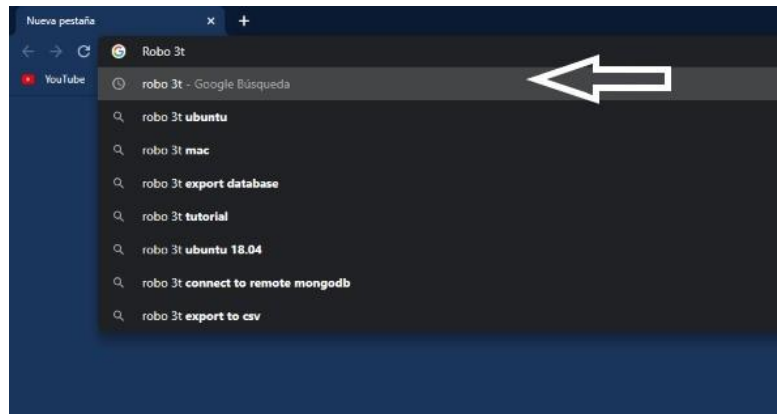 Nueva pestaña
Robo 3t
YouTube
robo 3t - Google Búsqueda
robo 3t ubuntu
robo 3t mac
robo 3t export database
robo 3t tutorial
robo 3t ubuntu 18.04
robo 3t connect to remote mongodb
robo 3t export to csv